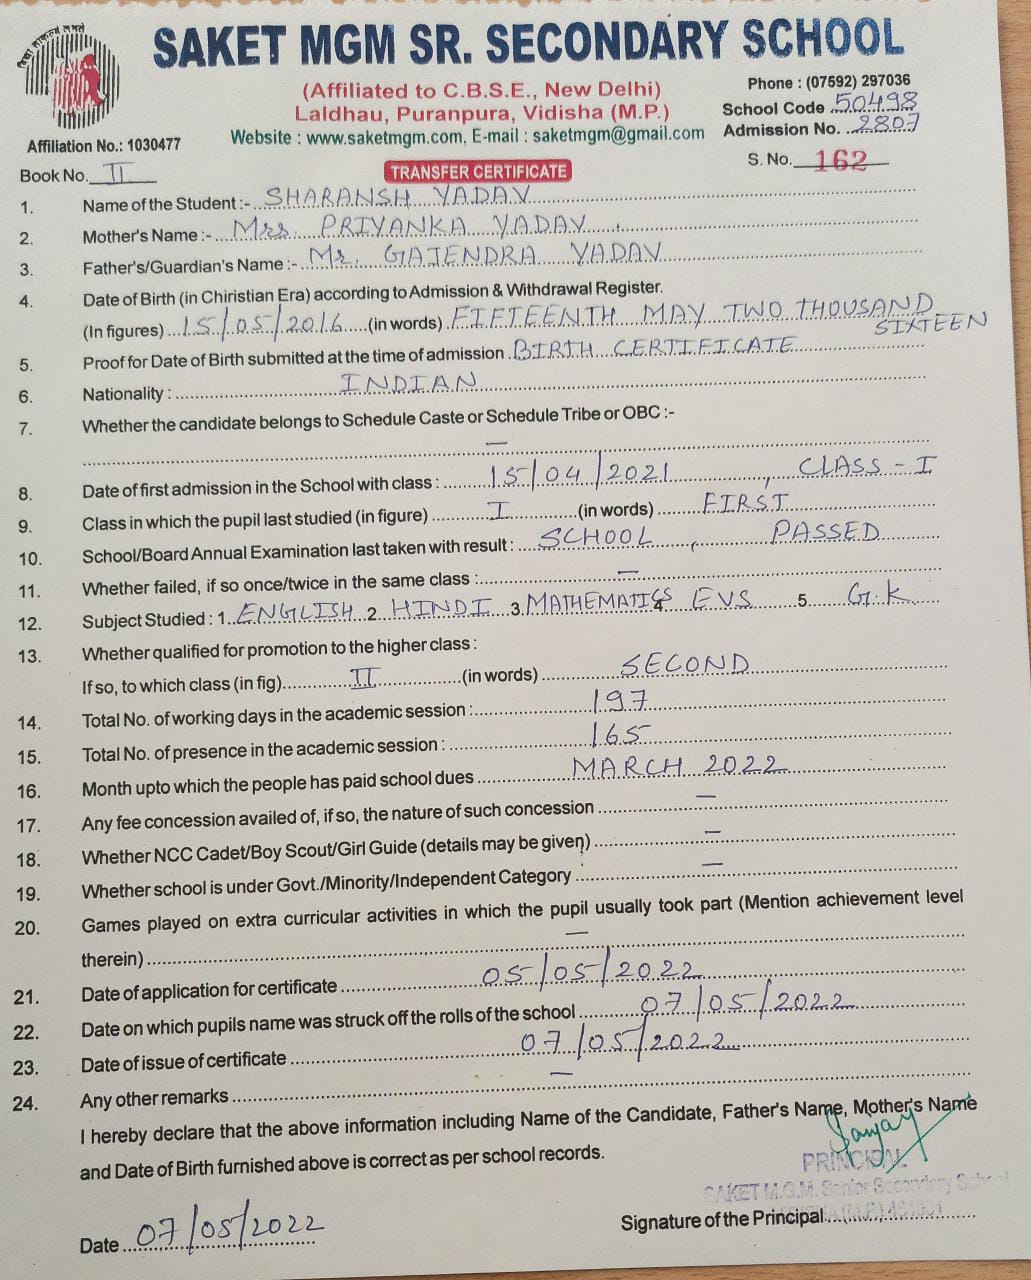 SAKET MGM SR. SECONDARY SCHOOL
(Affiliated to C.B.S.E., New Delhi)
Laldhau, Puranpura, Vidisha (M.P.)
Website : www.saketmgm.com, E-mail : saketmgm@gmail.com
Phone : (07592) 297036
School Code 50498
Admission No. 2807
Affiliation No.: 1030477
Book No. II
TRANSFER CERTIFICATE
S. No. 162
1. Name of the Student :- SHARANSH YADAV
2. Mother's Name :- Mrs. PRIYANKA YADAV
3. Father's/Guardian's Name :- Mr. GAJENDRA YADAV
4. Date of Birth (in Chiristian Era) according to Admission & Withdrawal Register.
(In figures) 15/05/2016 (in words) FIFTEENTH MAY TWO THOUSAND
SIXTEEN
5. Proof for Date of Birth submitted at the time of admission BIRTH CERTIFICATE
6. Nationality : INDIAN
7. Whether the candidate belongs to Schedule Caste or Schedule Tribe or OBC :-
—
8. Date of first admission in the School with class : 15/04/2021, CLASS - I
9. Class in which the pupil last studied (in figure) I (in words) FIRST
10. School/Board Annual Examination last taken with result : SCHOOL, PASSED
11. Whether failed, if so once/twice in the same class : —
12. Subject Studied : 1. ENGLISH 2. HINDI 3. MATHEMATICS 4. EVS 5. G.K.
13. Whether qualified for promotion to the higher class :
If so, to which class (in fig) II (in words) SECOND
14. Total No. of working days in the academic session : 197
15. Total No. of presence in the academic session : 165
16. Month upto which the people has paid school dues MARCH 2022
17. Any fee concession availed of, if so, the nature of such concession —
18. Whether NCC Cadet/Boy Scout/Girl Guide (details may be given) —
19. Whether school is under Govt./Minority/Independent Category —
20. Games played on extra curricular activities in which the pupil usually took part (Mention achievement level
therein) —
21. Date of application for certificate 05/05/2022
22. Date on which pupils name was struck off the rolls of the school 07/05/2022
23. Date of issue of certificate 07/05/2022
24. Any other remarks —
I hereby declare that the above information including Name of the Candidate, Father's Name, Mother's Name
and Date of Birth furnished above is correct as per school records.
Sanjay
PRINCIPAL
SAKET M.G.M. Senior Secondary School
Signature of the Principal
Date 07/05/2022